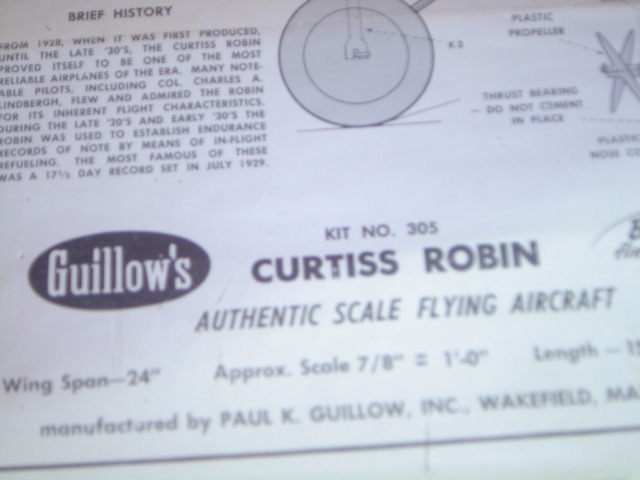 BRIEF HISTORY
FROM 1928, WHEN IT WAS FIRST PRODUCED,
UNTIL THE LATE '30'S, THE CURTISS ROBIN
PROVED ITSELF TO BE ONE OF THE MOST
RELIABLE AIRPLANES OF THE ERA. MANY NOTE-
ABLE PILOTS, INCLUDING COL. CHARLES A.
LINDBERGH, FLEW AND ADMIRED THE ROBIN
FOR ITS INHERENT FLIGHT CHARACTERISTICS.
DURING THE LATE '20'S AND EARLY '30'S THE
ROBIN WAS USED TO ESTABLISH ENDURANCE
RECORDS OF NOTE BY MEANS OF IN-FLIGHT
REFUELING. THE MOST FAMOUS OF THESE
WAS A 17½ DAY RECORD SET IN JULY 1929.
X2
PLASTIC
PROPELLER
THRUST BEARING
- DO NOT CEMENT
IN PLACE
PLASTIC
NOSE
Guillow's
KIT NO. 305
CURTISS ROBIN
AUTHENTIC SCALE FLYING AIRCRAFT
Wing Span—24" Approx. Scale 7/8" = 1'-0" Length —
manufactured by PAUL K. GUILLOW, INC., WAKEFIELD,